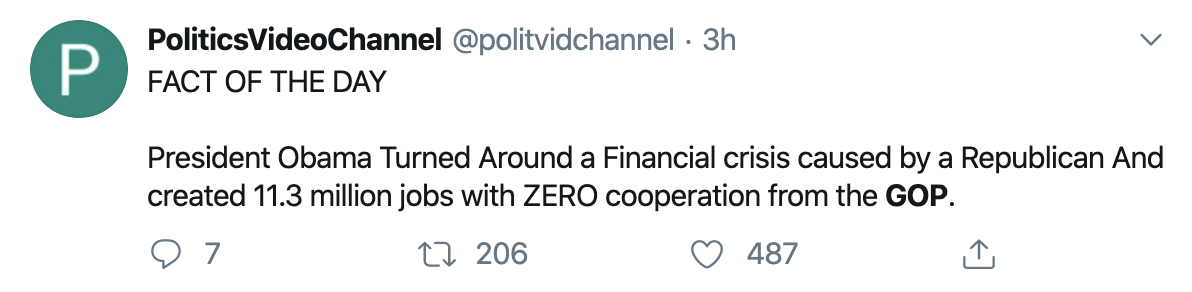 P
PoliticsVideoChannel @politvidchannel · 3h
FACT OF THE DAY
President Obama Turned Around a Financial crisis caused by a Republican And
created 11.3 million jobs with ZERO cooperation from the GOP.
7 206 487